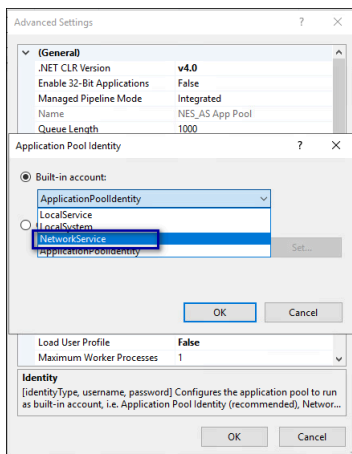 Advanced Settings ? ×
(General)
.NET CLR Version v4.0
Enable 32-Bit Applications False
Managed Pipeline Mode Integrated
Name NES_AS App Pool
Queue Length 1000
Application Pool Identity ? ×
Built-in account:
ApplicationPoolIdentity
LocalService
LocalSystem
NetworkService
ApplicationPoolIdentity
Set...
OK Cancel
Load User Profile False
Maximum Worker Processes 1
Identity
[identityType, username, password] Configures the application pool to run
as built-in account, i.e. Application Pool Identity (recommended), Networ...
OK Cancel